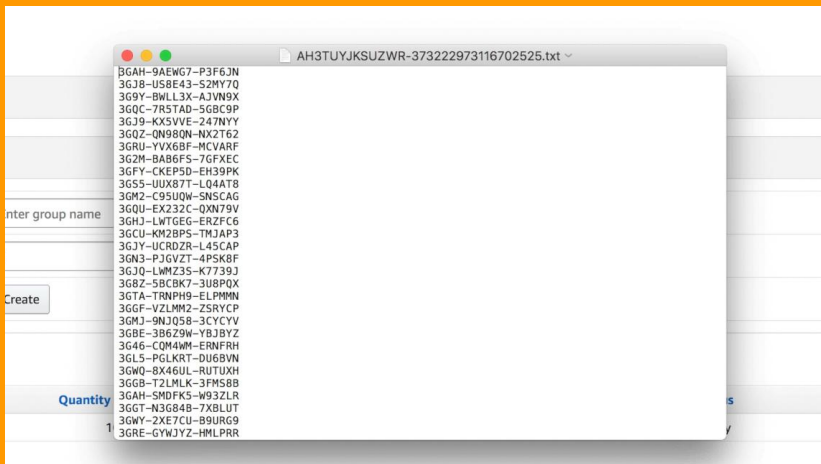 AH3TUYJKSUZWR-373222973116702525.txt
3GAH-9AEWG7-P3F6JN
3GJ8-US8E43-S2MY7Q
3G9Y-BWLL3X-AJVN9X
3GQC-7R5TAD-5GBC9P
3GJ9-KX5VVE-247NYY
3GQZ-QN98QN-NX2T62
3GRU-YVX6BF-MCVARF
3G2M-BAB6FS-7GFXEC
3GFY-CKEP5D-EH39PK
3GS5-UUX87T-LQ4AT8
3GM2-C95UQW-SNSCAG
3GQU-EX232C-QXN79V
Enter group name
3GHJ-LWTGEG-ERZFC6
3GCU-KM2BPS-TMJAP3
3GJY-UCRDZR-L45CAP
3GN3-PJGVZT-4PSK8F
3GJQ-LWMZ3S-K7739J
3G8Z-5BCBK7-3U8PQX
Create
3GTA-TRNPH9-ELPMMN
3GGF-VZLMM2-ZSRYCP
3GMJ-9NJQ58-3CYCYV
3GBE-3B6Z9W-YBJBYZ
3G46-CQM4WM-ERNFRH
3GL5-PGLKRT-DU6BVN
3GWQ-8X46UL-RUTUXH
3GGB-T2LMLK-3FMS8B
3GAH-SMDFK5-W93ZLR
Quantity
3GGT-N3G84B-7XBLUT
3GWY-2XE7CU-B9URG9
3GRE-GYWJYZ-HMLPRR